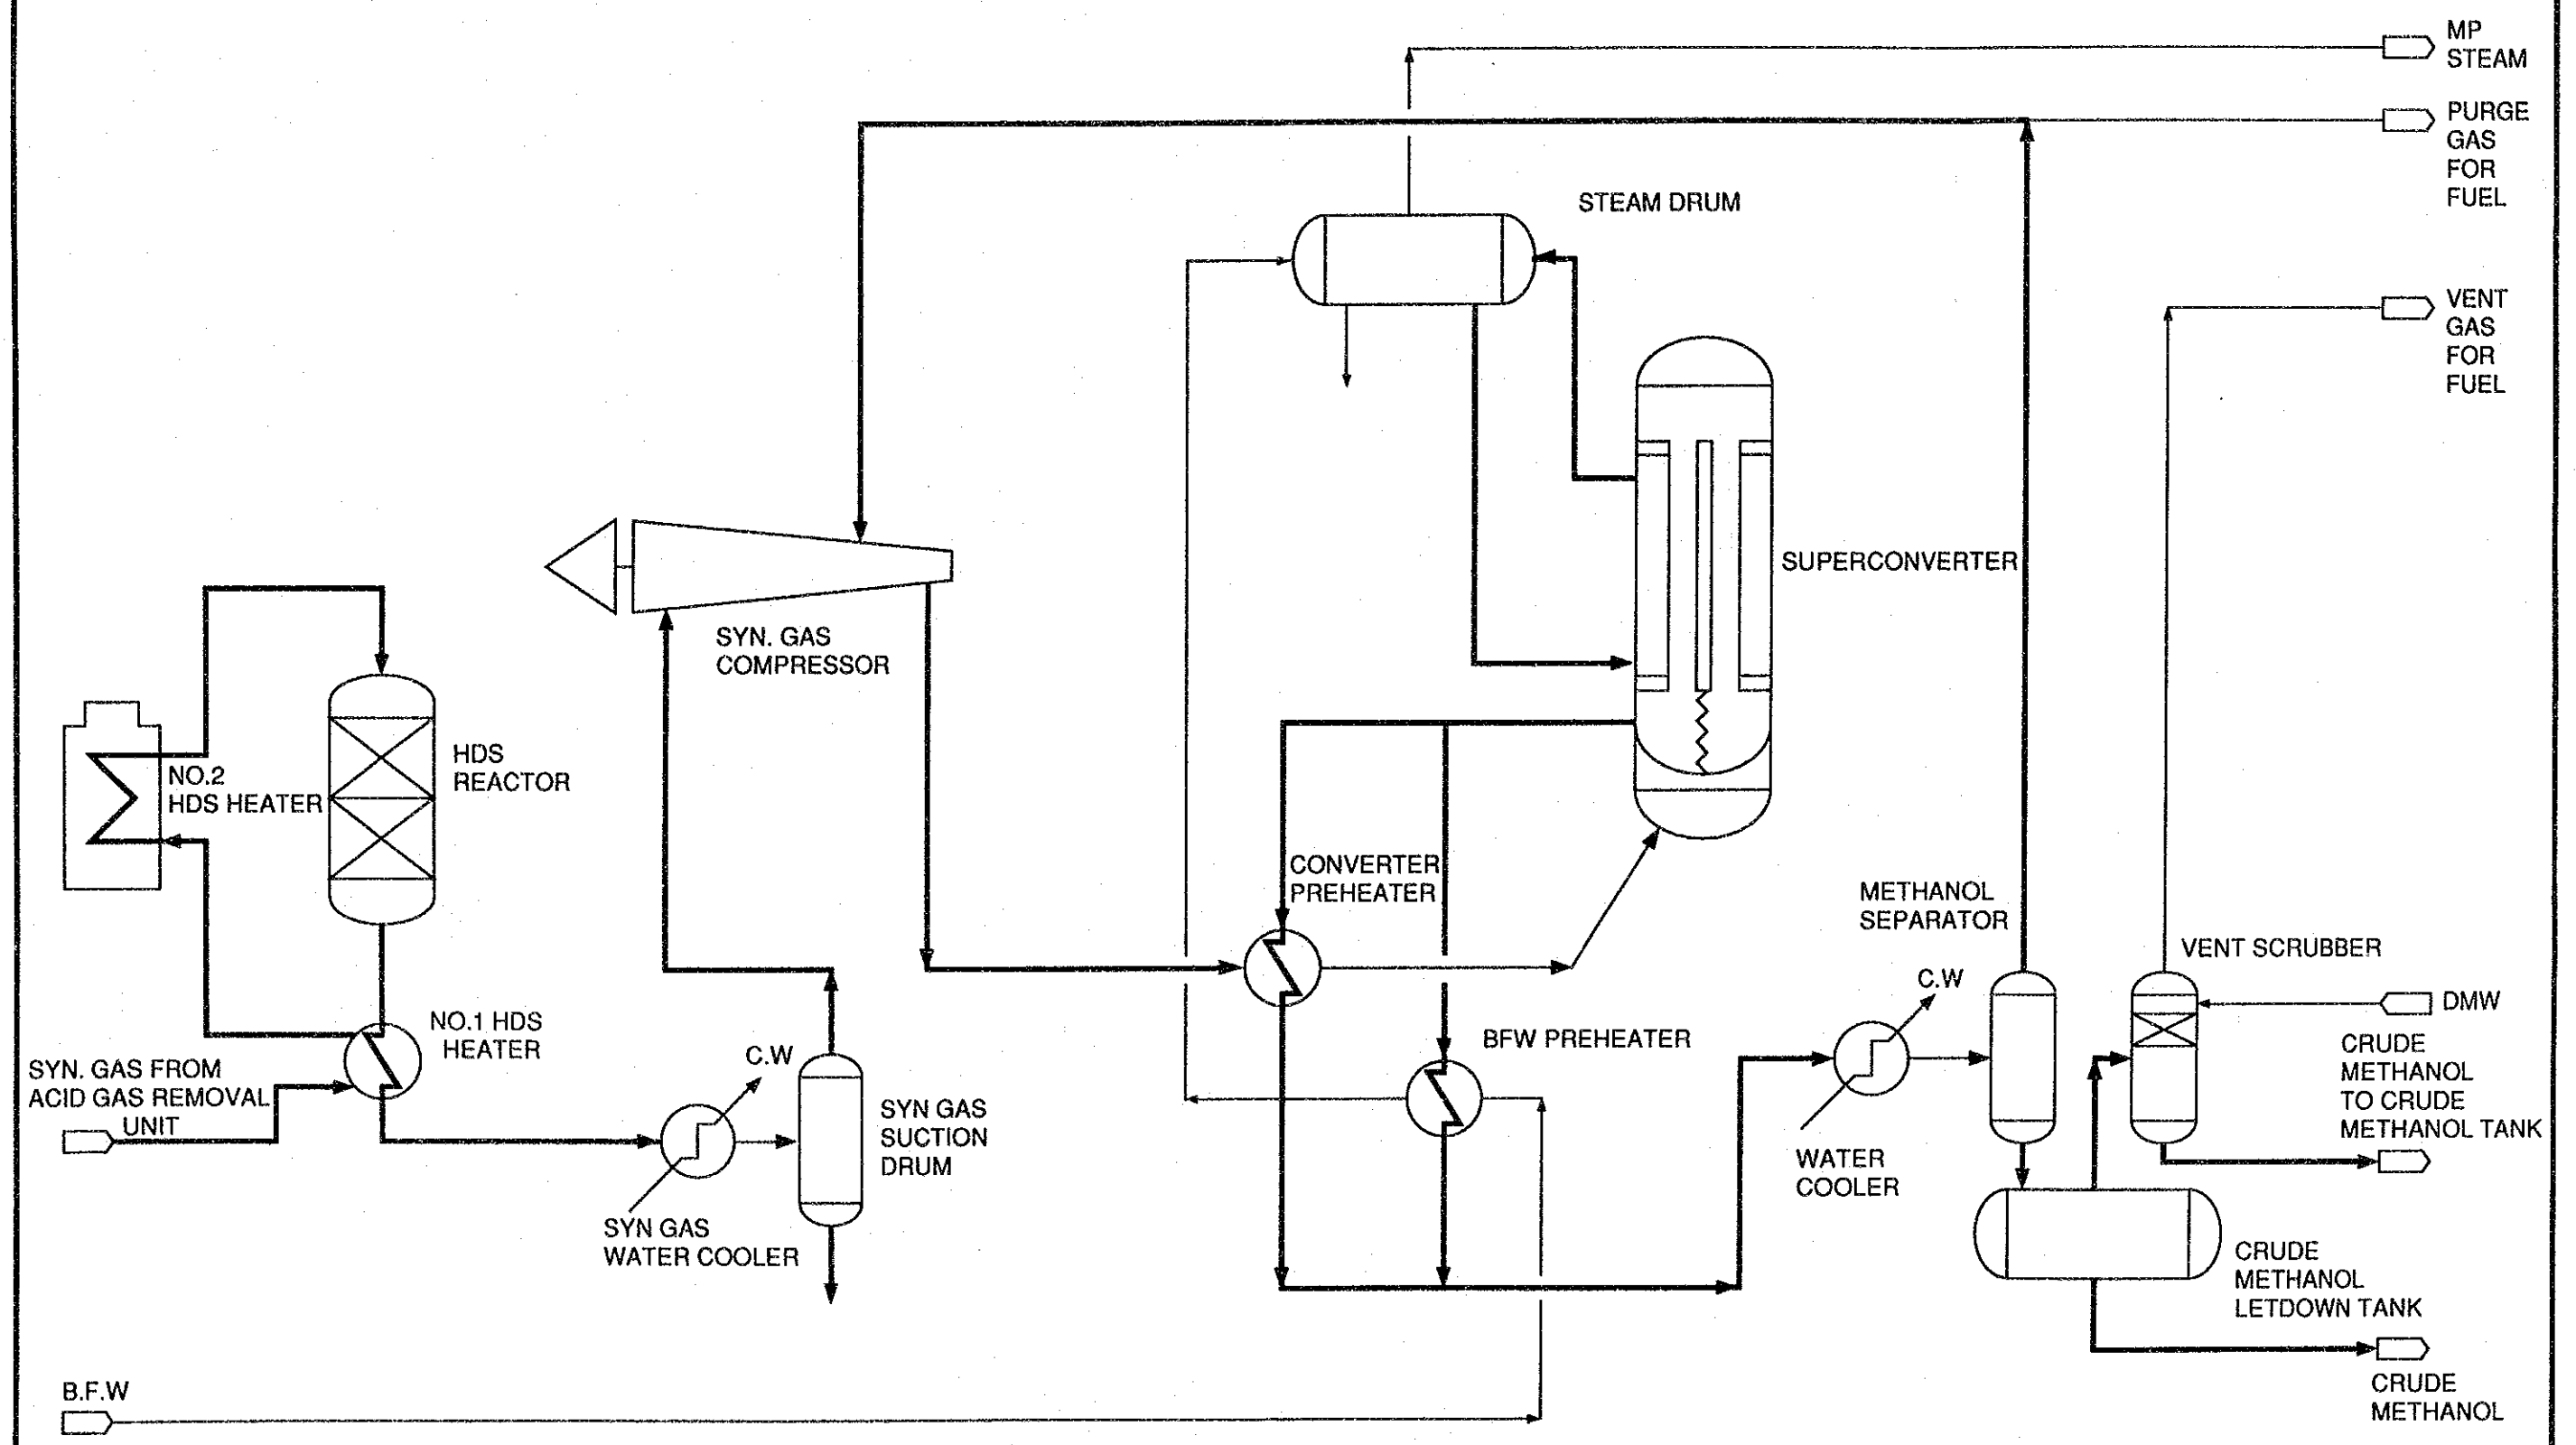 MP
STEAM
PURGE
GAS
FOR
FUEL
STEAM DRUM
VENT
GAS
FOR
FUEL
SUPERCONVERTER
SYN. GAS
COMPRESSOR
HDS
REACTOR
NO.2
HDS HEATER
CONVERTER
PREHEATER
METHANOL
SEPARATOR
VENT SCRUBBER
C.W
DMW
NO.1 HDS
HEATER
BFW PREHEATER
CRUDE
METHANOL
TO CRUDE
METHANOL TANK
SYN. GAS FROM
ACID GAS REMOVAL
UNIT
C.W
SYN GAS
SUCTION
DRUM
WATER
COOLER
SYN GAS
WATER COOLER
CRUDE
METHANOL
LETDOWN TANK
B.F.W
CRUDE
METHANOL